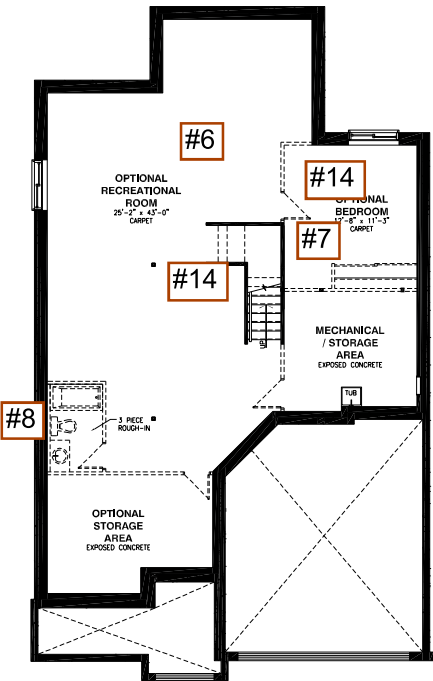 #6
OPTIONAL
RECREATIONAL
ROOM
25'-2" x 43'-0"
CARPET
#14
BEDROOM
12'-8" x 11'-3"
CARPET
#7
#14
UP
MECHANICAL
/ STORAGE
AREA
EXPOSED CONCRETE
TUB
#8
3 PIECE
ROUGH-IN
OPTIONAL
STORAGE
AREA
EXPOSED CONCRETE